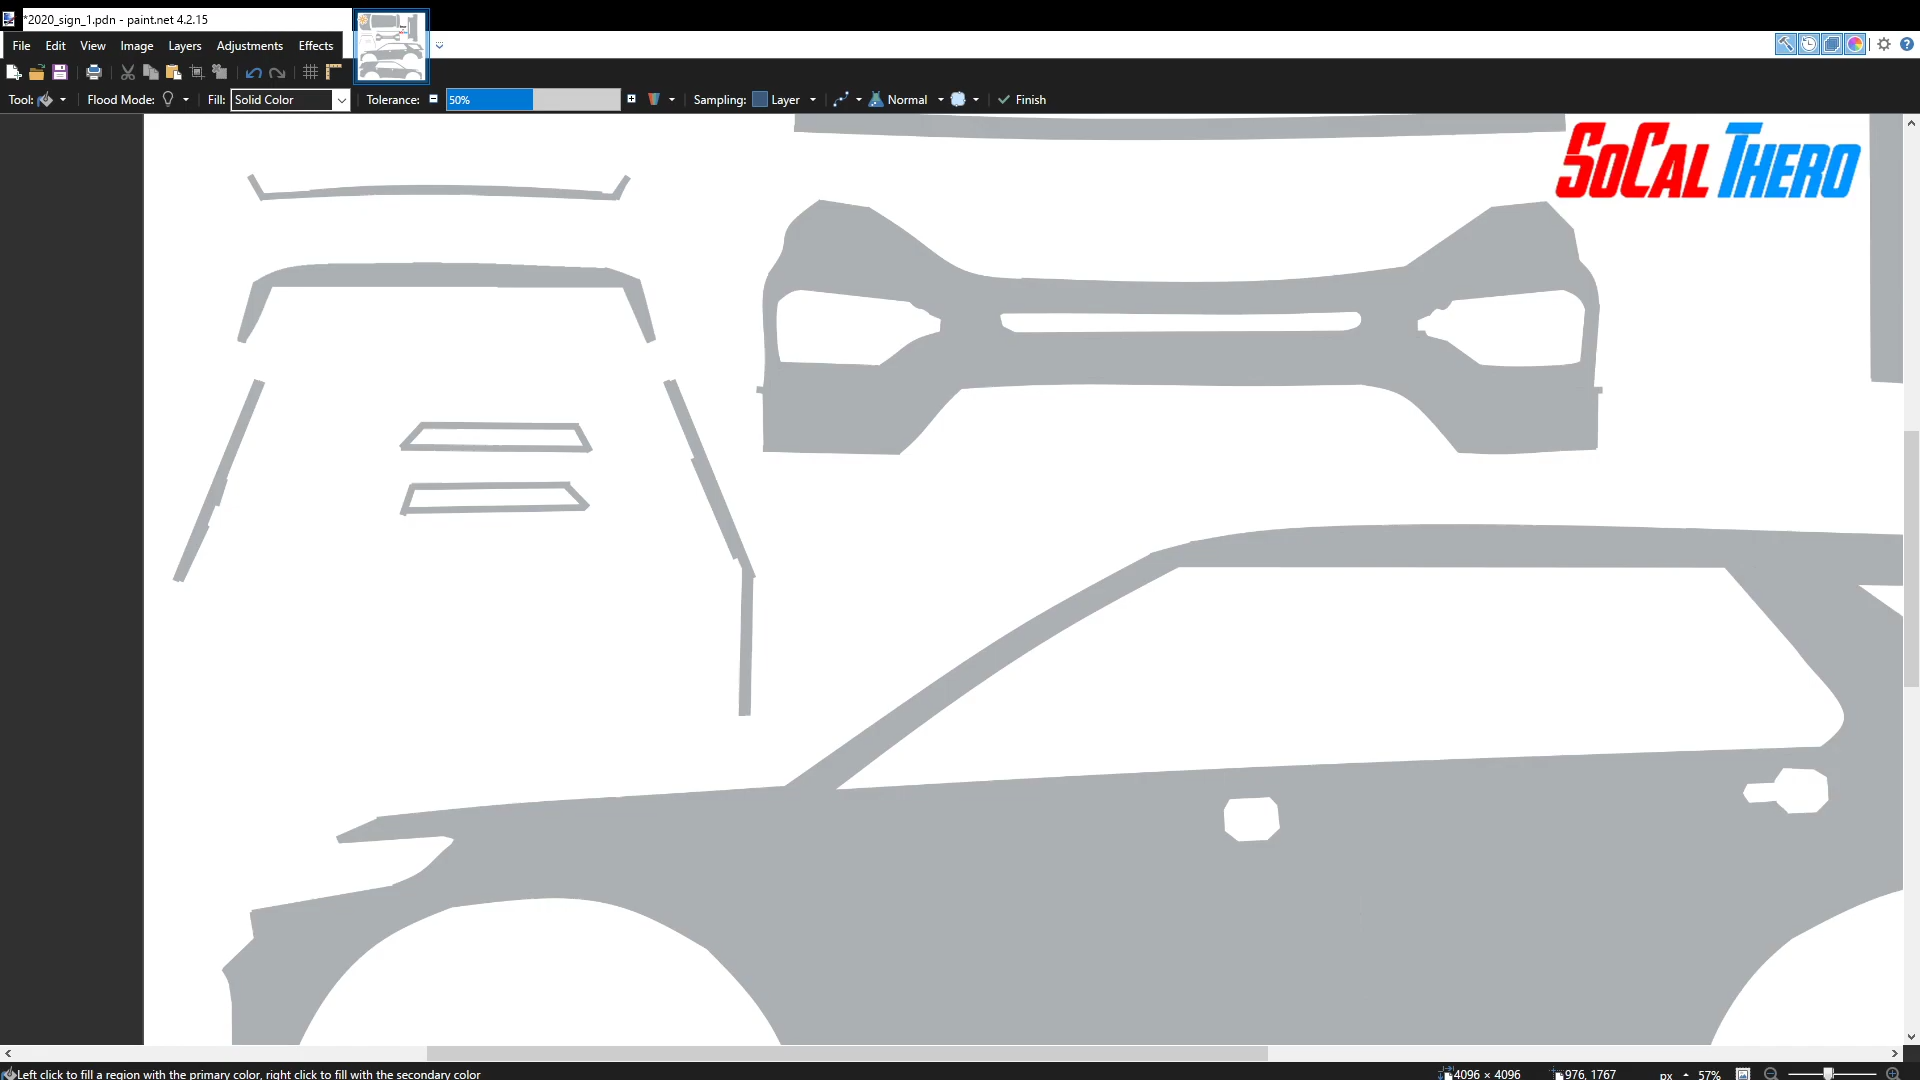 *2020_sign_1.pdn - paint.net 4.2.15
File Edit View Image Layers Adjustments Effects
Tool: Flood Mode: Fill: Solid Color Tolerance: 50% Sampling: Layer Normal Finish
SoCal Thero
Left click to fill a region with the primary color, right click to fill with the secondary color 4096 × 4096 976, 1767 px 57%